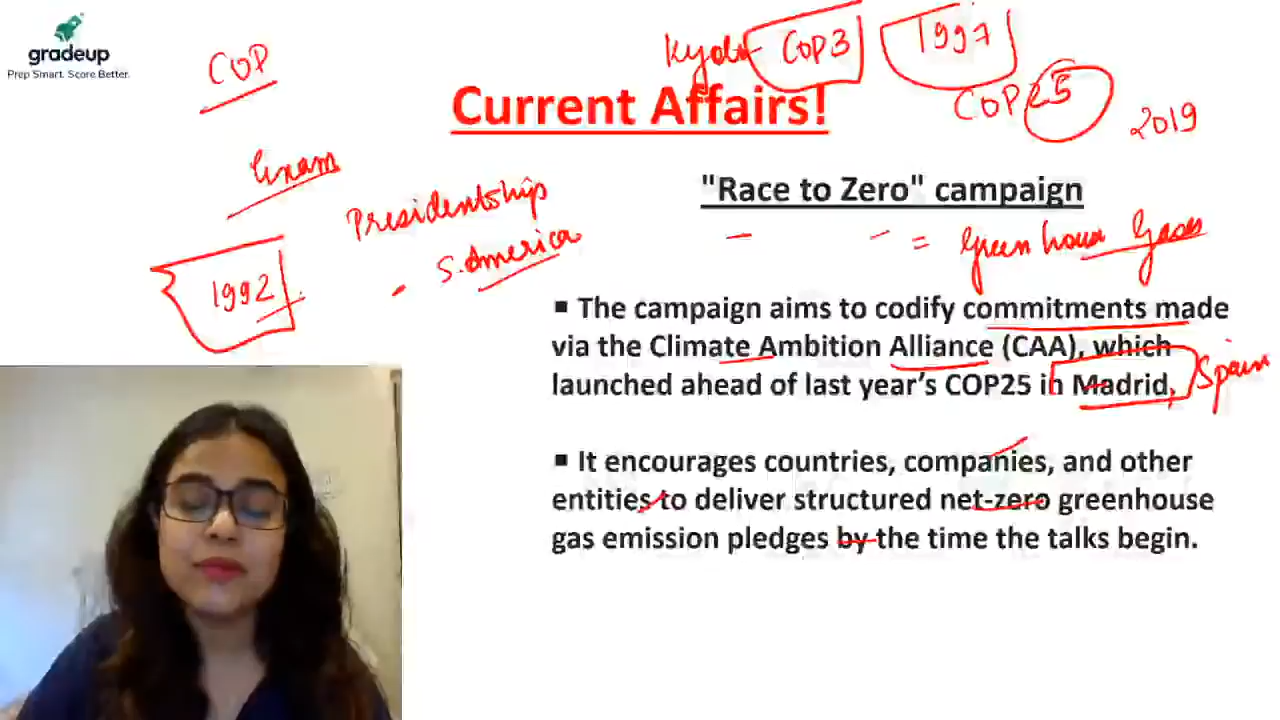 gradeup
Prep Smart. Score Better.
COP
Kyoto
COP3
1997
Current Affairs!
COP25
2019
Exam
"Race to Zero" campaign
Presidentship
S. America
= Greenhouse Gases
1992
▪ The campaign aims to codify commitments made
via the Climate Ambition Alliance (CAA), which
launched ahead of last year's COP25 in Madrid,
Spain
▪ It encourages countries, companies, and other
entities to deliver structured net-zero greenhouse
gas emission pledges by the time the talks begin.